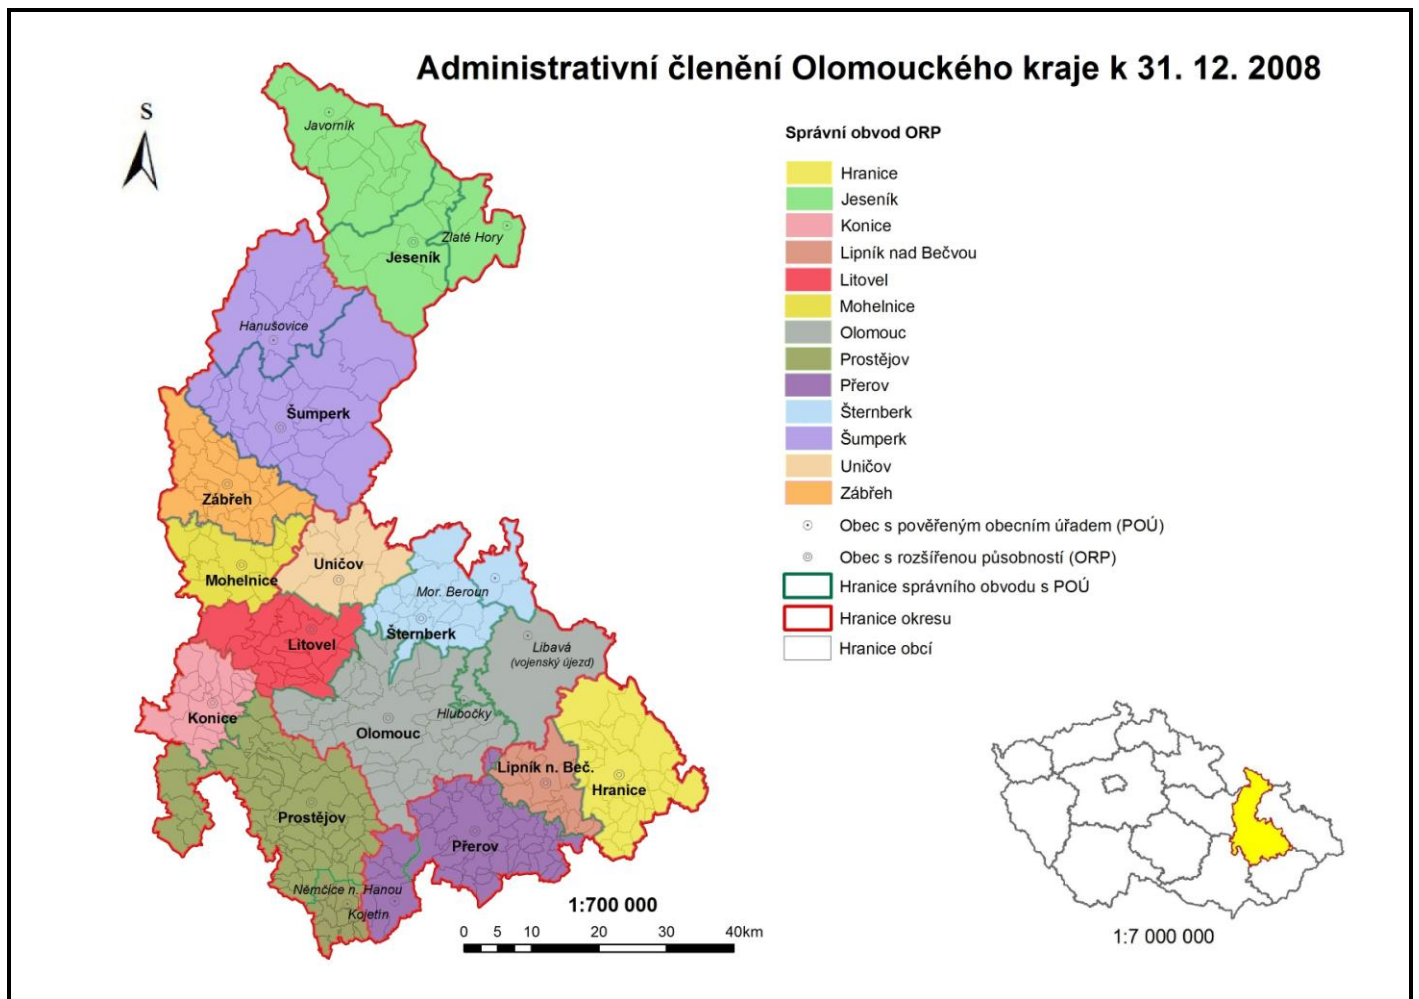 Administrativní členění Olomouckého kraje k 31. 12. 2008
S
Správní obvod ORP
Hranice
Jeseník
Konice
Lipník nad Bečvou
Litovel
Mohelnice
Olomouc
Prostějov
Přerov
Šternberk
Šumperk
Uničov
Zábřeh
Obec s pověřeným obecním úřadem (POÚ)
Obec s rozšířenou působností (ORP)
Hranice správního obvodu s POÚ
Hranice okresu
Hranice obcí
Javorník
Zlaté Hory
Jeseník
Hanušovice
Šumperk
Zábřeh
Uničov
Mohelnice
Mor. Beroun
Šternberk
Litovel
Libavá
(vojenský újezd)
Konice
Hlubočky
Olomouc
Lipník n. Beč.
Hranice
Prostějov
Přerov
Němčice n. Hanou
Kojetín
1:700 000
0 5 10 20 30 40km
1:7 000 000